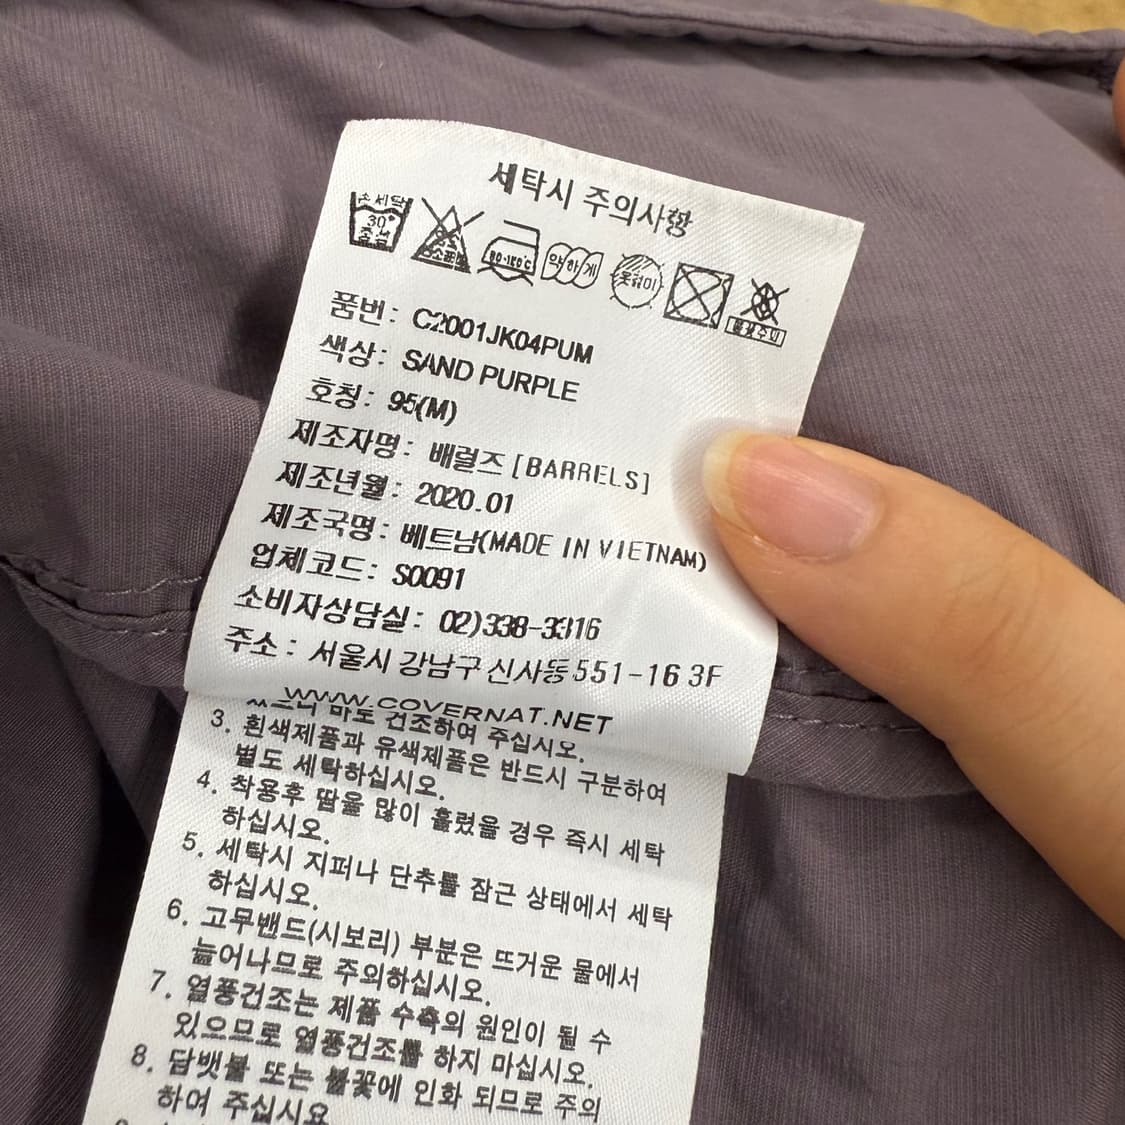 세탁시 주의사항
손세탁
30°
중성
염소표백
80-150℃
약하게
옷걸이
불꽃주의
품번: C2001JK04PUM
색상: SAND PURPLE
호칭: 95(M)
제조자명: 배럴즈 [BARRELS]
제조년월: 2020.01
제조국명: 베트남(MADE IN VIETNAM)
업체코드: S0091
소비자상담실: 02)338-3316
주소: 서울시 강남구 신사동 551-16 3F
WWW.COVERNAT.NET
건조하여 주십시오.
3. 흰색제품과 유색제품은 반드시 구분하여
별도 세탁하십시오.
4. 착용후 땀을 많이 흘렸을 경우 즉시 세탁
하십시오.
5. 세탁시 지퍼나 단추를 잠근 상태에서 세탁
하십시오.
6. 고무밴드(시보리) 부분은 뜨거운 물에서
늘어나므로 주의하십시오.
7. 열풍건조는 제품 수축의 원인이 될 수
있으므로 열풍건조를 하지 마십시오.
8. 담뱃불 또는 불꽃에 인화 되므로 주의
하여 주십시요